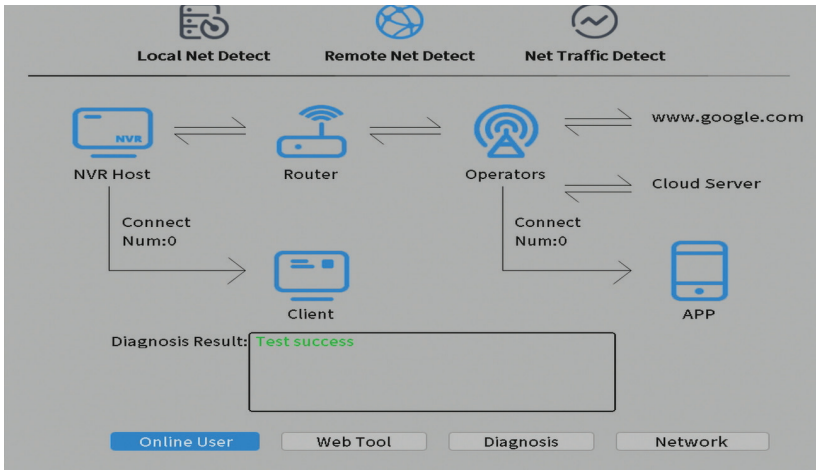 Local Net Detect
Remote Net Detect
Net Traffic Detect
NVR
NVR Host
Router
Operators
www.google.com
Cloud Server
Connect
Num:0
Connect
Num:0
Client
APP
Diagnosis Result:
Test success
Online User
Web Tool
Diagnosis
Network